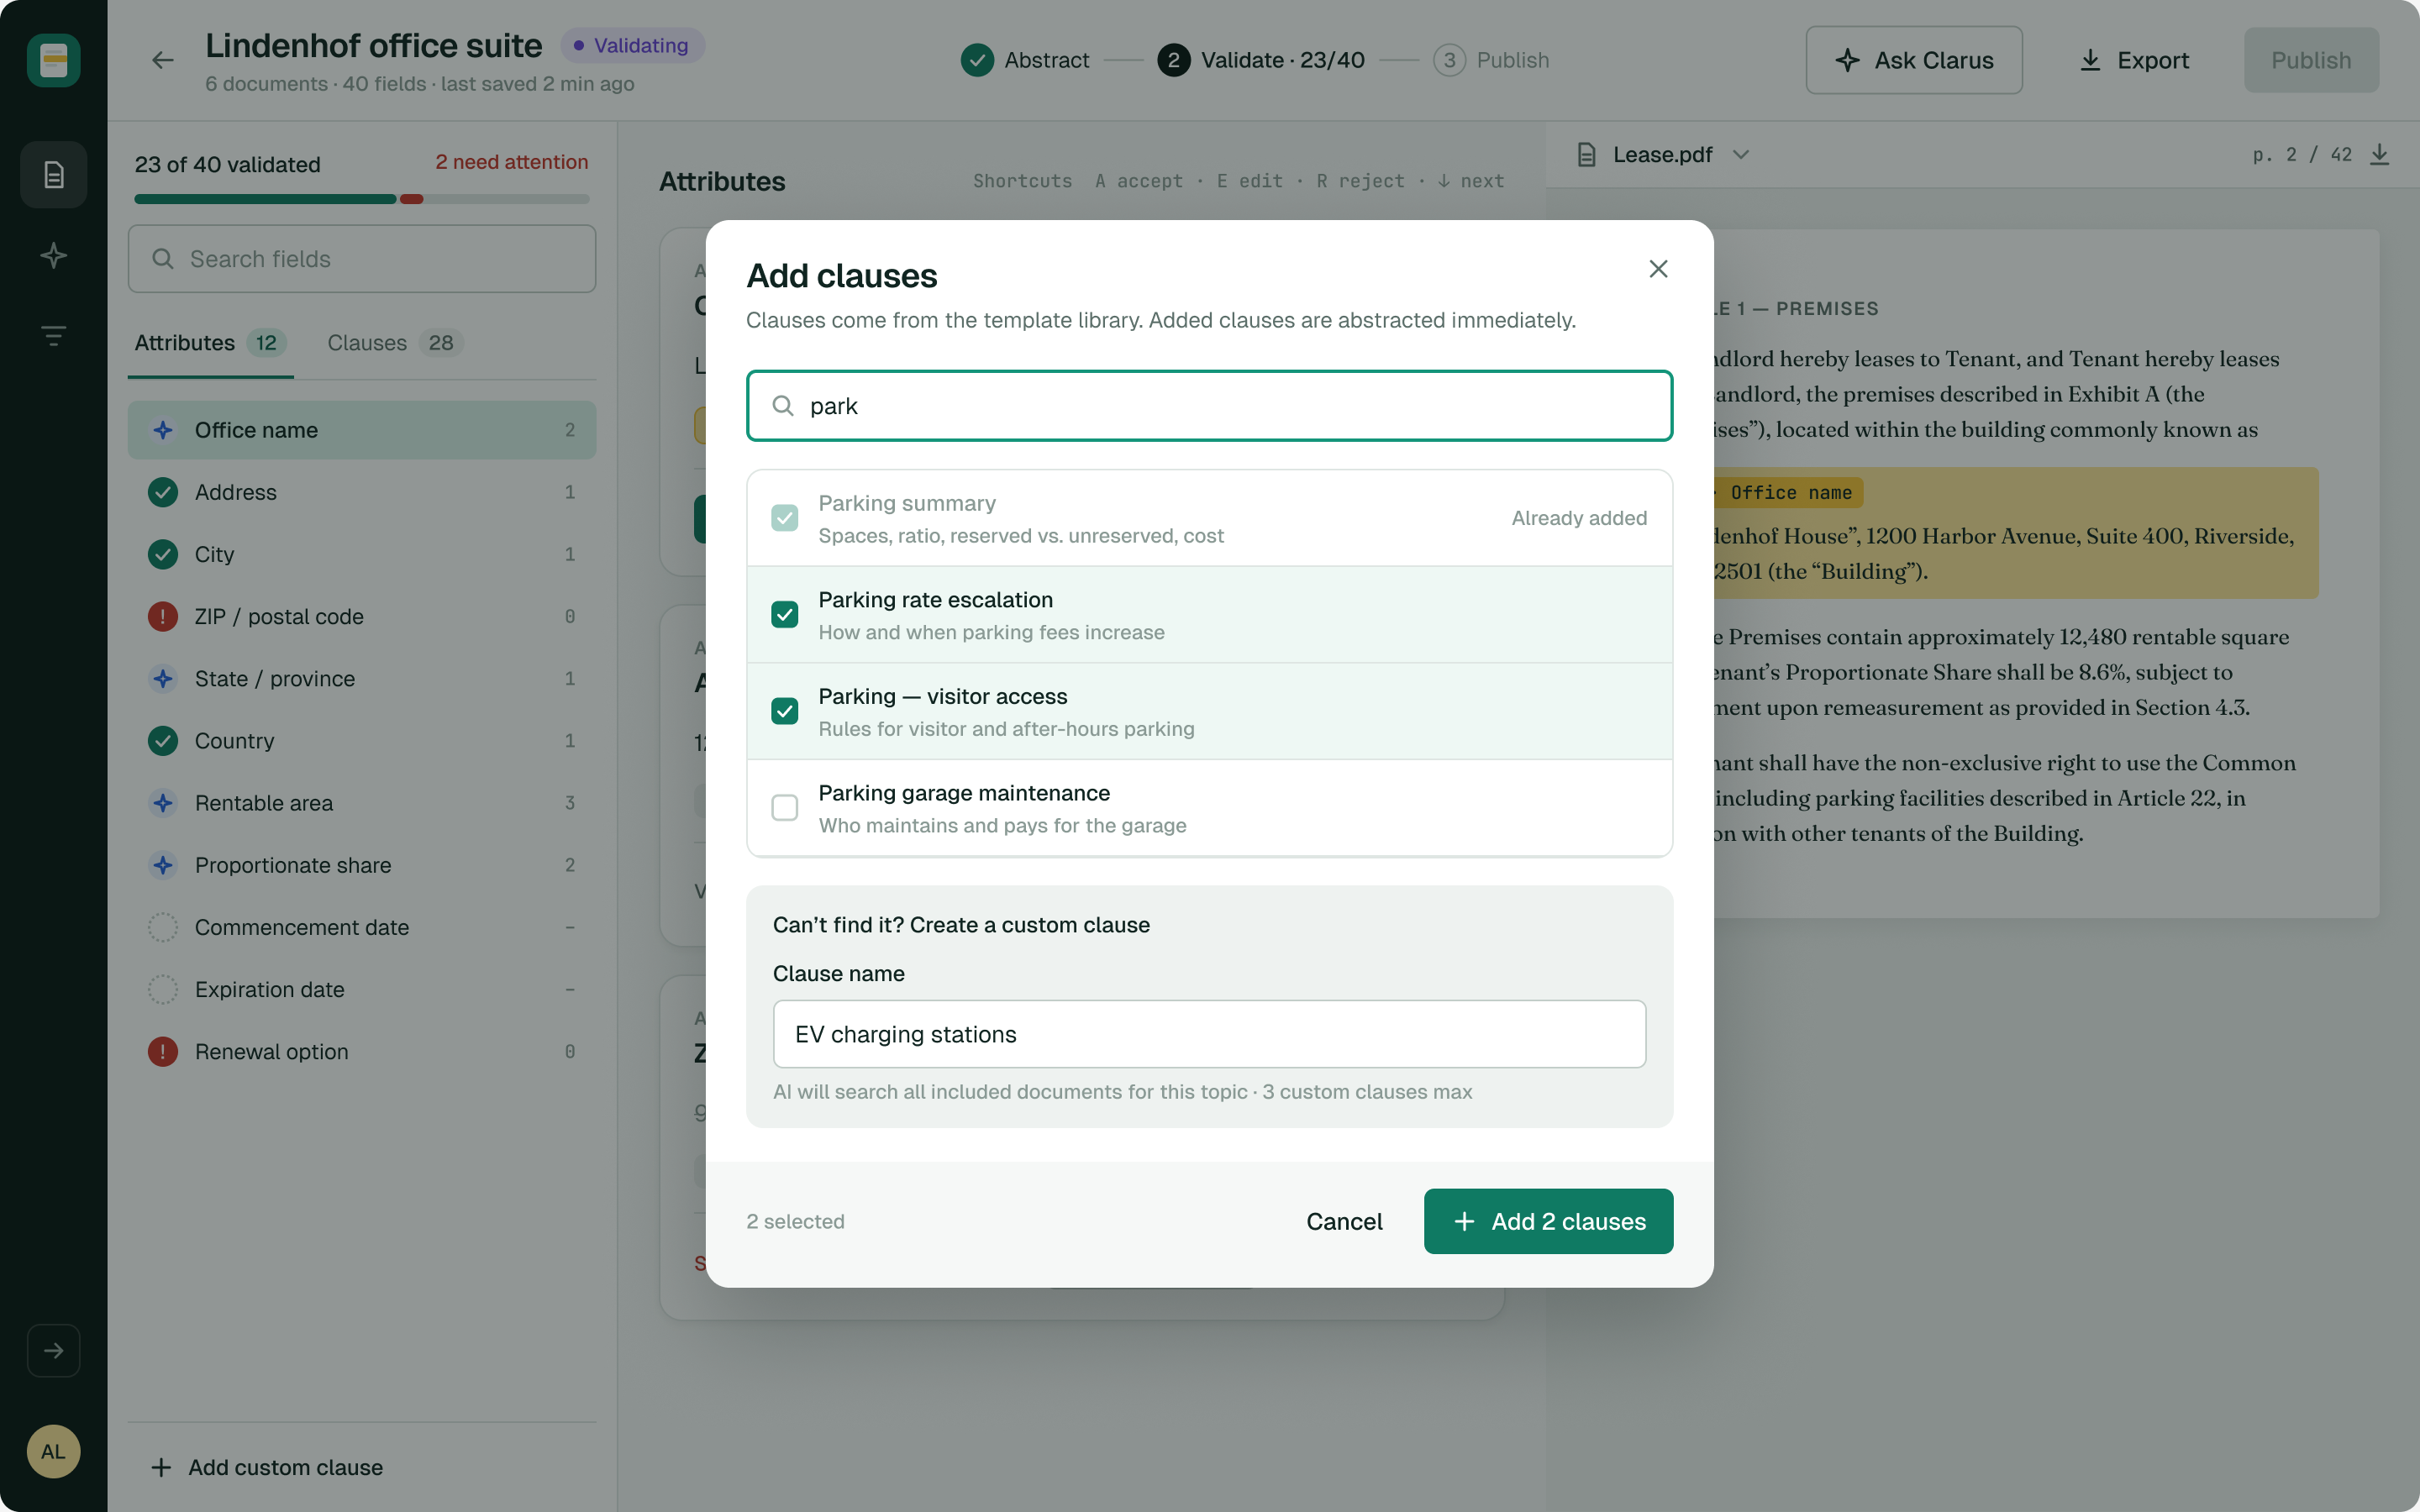 Lindenhof office suite
Validating
6 documents · 40 fields · last saved 2 min ago
Abstract
2 Validate · 23/40
3 Publish
Ask Clarus
Export
Publish
23 of 40 validated
2 need attention
Search fields
Attributes 12
Clauses 28
Office name 2
Address 1
City 1
! ZIP / postal code 0
State / province 1
Country 1
Rentable area 3
Proportionate share 2
Commencement date –
Expiration date –
! Renewal option 0
Add custom clause
AL
Attributes
Shortcuts A accept · E edit · R reject · ↓ next
Add clauses
Clauses come from the template library. Added clauses are abstracted immediately.
park
Parking summary
Spaces, ratio, reserved vs. unreserved, cost
Already added
Parking rate escalation
How and when parking fees increase
Parking — visitor access
Rules for visitor and after-hours parking
Parking garage maintenance
Who maintains and pays for the garage
Can’t find it? Create a custom clause
Clause name
EV charging stations
AI will search all included documents for this topic · 3 custom clauses max
2 selected
Cancel
Add 2 clauses
Lease.pdf
p. 2 / 42
1 — PREMISES
hereby leases to Tenant, and Tenant hereby leases
the premises described in Exhibit A (the
located within the building commonly known as
Office name
House”, 1200 Harbor Avenue, Suite 400, Riverside,
(the “Building”).
Premises contain approximately 12,480 rentable square
Proportionate Share shall be 8.6%, subject to
upon remeasurement as provided in Section 4.3.
shall have the non-exclusive right to use the Common
including parking facilities described in Article 22, in
with other tenants of the Building.